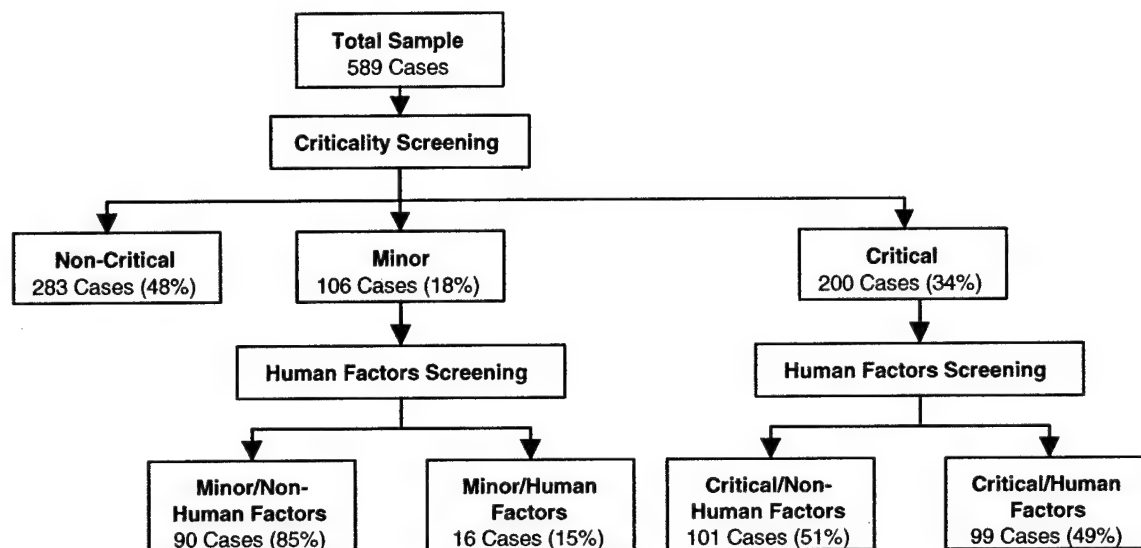 Total Sample
589 Cases
Criticality Screening
Non-Critical
283 Cases (48%)
Minor
106 Cases (18%)
Critical
200 Cases (34%)
Human Factors Screening
Human Factors Screening
Minor/Non-
Human Factors
90 Cases (85%)
Minor/Human
Factors
16 Cases (15%)
Critical/Non-
Human Factors
101 Cases (51%)
Critical/Human
Factors
99 Cases (49%)